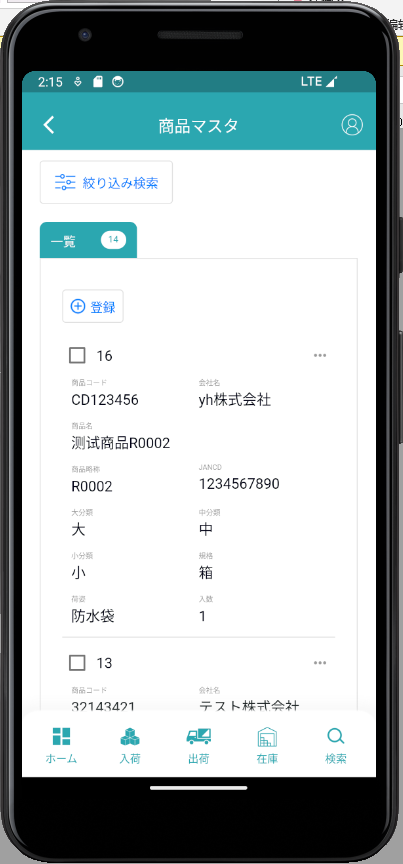 2:15 LTE
商品マスタ
絞り込み検索
一覧 14
登録
16
商品コード 会社名
CD123456 yh株式会社
商品名
测试商品R0002
商品略称 JANCD
R0002 1234567890
大分類 中分類
大 中
小分類 規格
小 箱
荷姿 入数
防水袋 1
13
商品コード 会社名
32143421 テスト株式会社
ホーム 入荷 出荷 在庫 検索